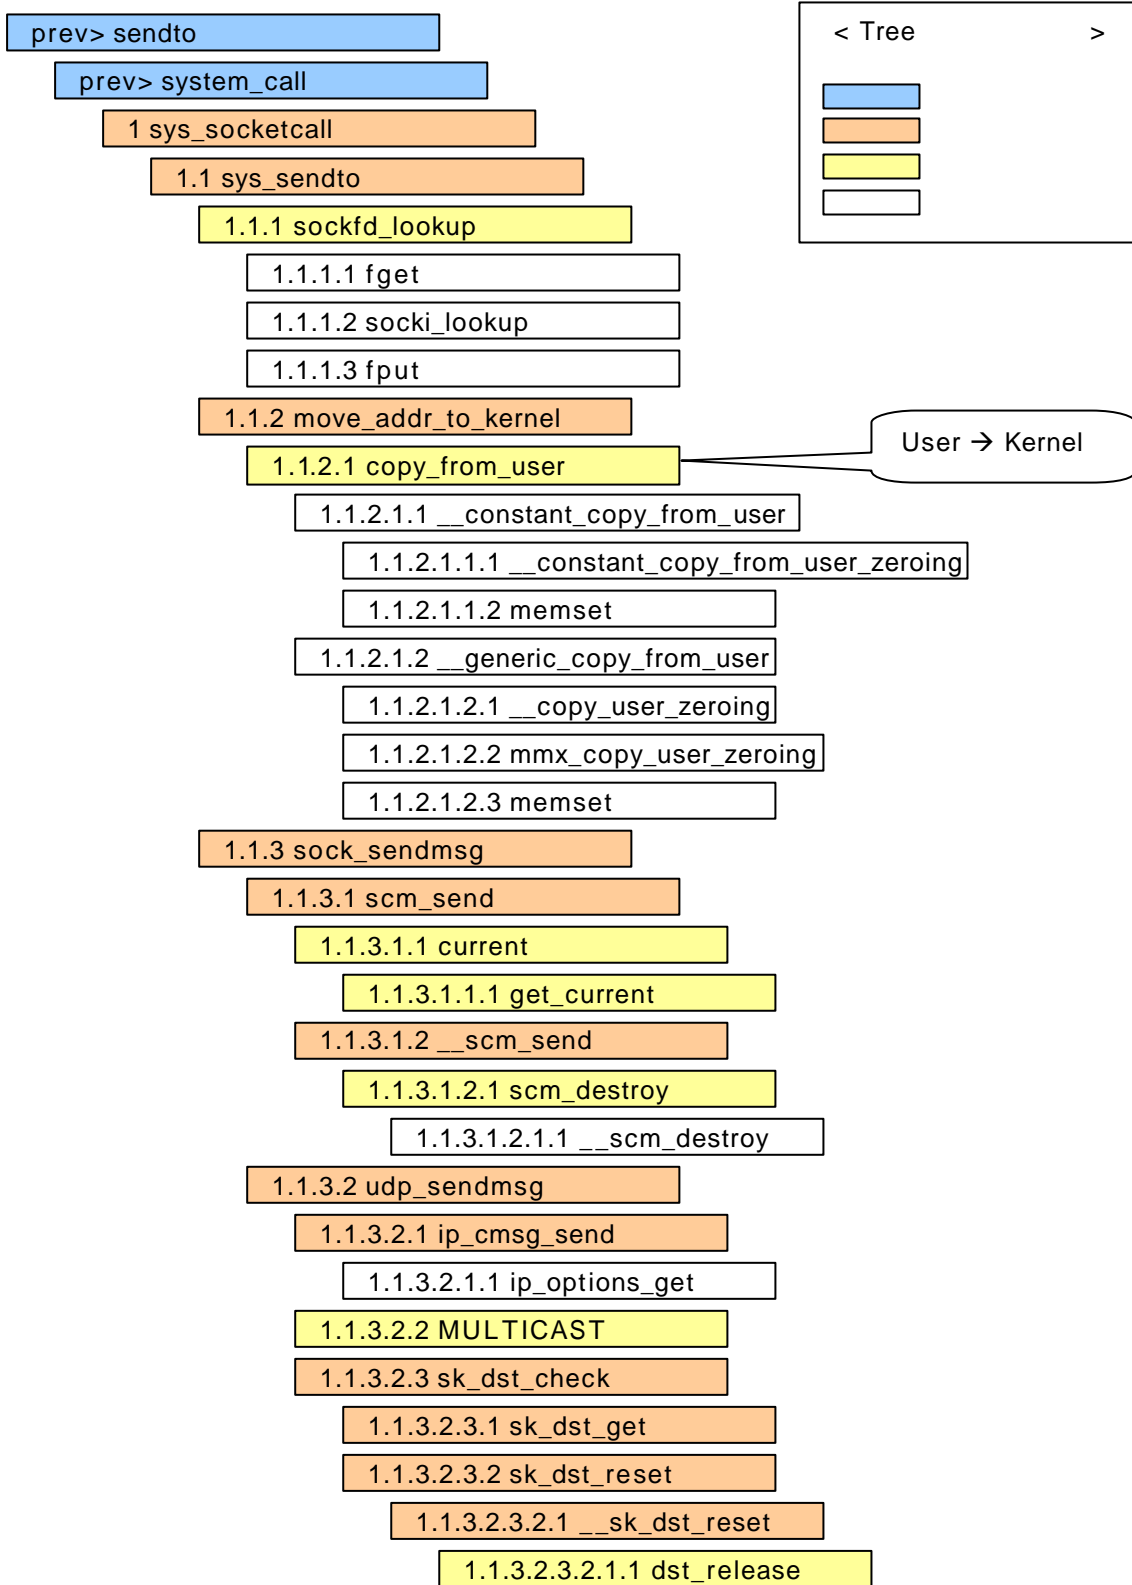 prev> sendto
< Tree >
prev> system_call
1 sys_socketcall
1.1 sys_sendto
1.1.1 sockfd_lookup
1.1.1.1 fget
1.1.1.2 socki_lookup
1.1.1.3 fput
1.1.2 move_addr_to_kernel
User → Kernel
1.1.2.1 copy_from_user
1.1.2.1.1 __constant_copy_from_user
1.1.2.1.1.1 __constant_copy_from_user_zeroing
1.1.2.1.1.2 memset
1.1.2.1.2 __generic_copy_from_user
1.1.2.1.2.1 __copy_user_zeroing
1.1.2.1.2.2 mmx_copy_user_zeroing
1.1.2.1.2.3 memset
1.1.3 sock_sendmsg
1.1.3.1 scm_send
1.1.3.1.1 current
1.1.3.1.1.1 get_current
1.1.3.1.2 __scm_send
1.1.3.1.2.1 scm_destroy
1.1.3.1.2.1.1 __scm_destroy
1.1.3.2 udp_sendmsg
1.1.3.2.1 ip_cmsg_send
1.1.3.2.1.1 ip_options_get
1.1.3.2.2 MULTICAST
1.1.3.2.3 sk_dst_check
1.1.3.2.3.1 sk_dst_get
1.1.3.2.3.2 sk_dst_reset
1.1.3.2.3.2.1 __sk_dst_reset
1.1.3.2.3.2.1.1 dst_release